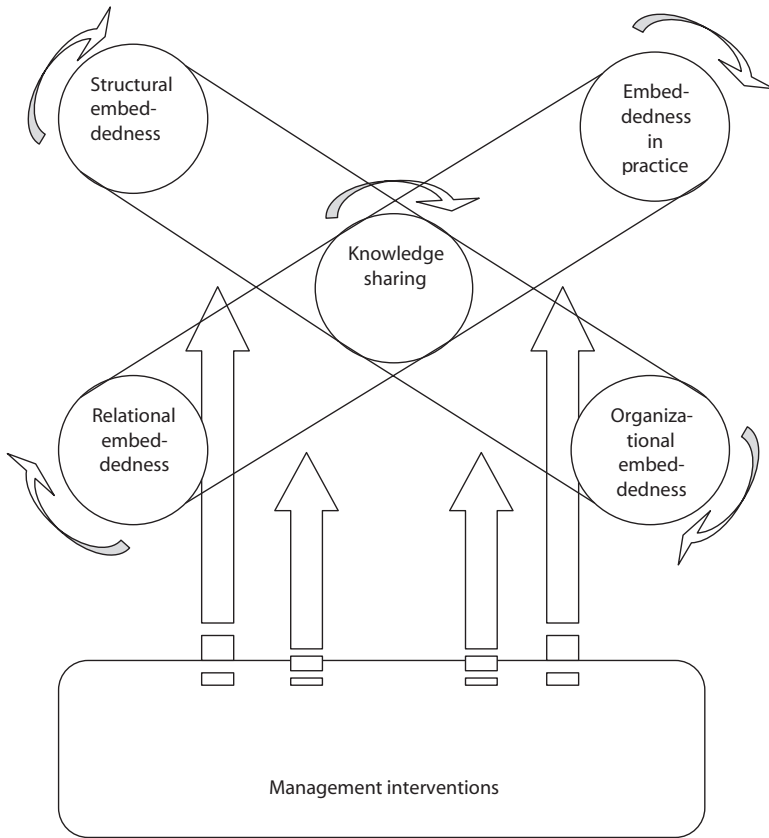 Structural
embed-
dedness
Embed-
dedness
in
practice
Knowledge
sharing
Relational
embed-
dedness
Organiza-
tional
embed-
dedness
Management interventions